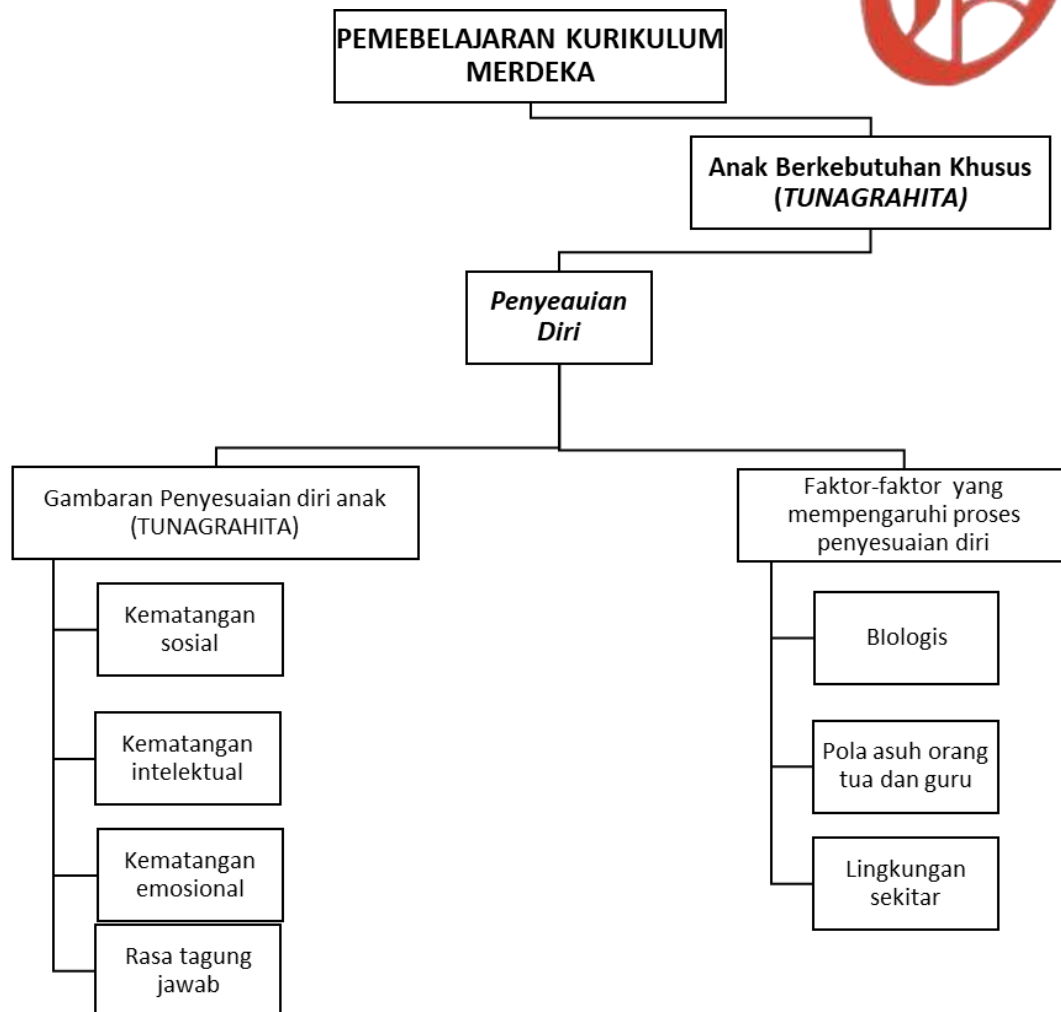 PEMEBELAJARAN KURIKULUM
MERDEKA
Anak Berkebutuhan Khusus
(TUNAGRAHITA)
Penyeauian
Diri
Gambaran Penyesuaian diri anak
(TUNAGRAHITA)
Kematangan
sosial
Kematangan
intelektual
Kematangan
emosional
Rasa tagung
jawab
Faktor-faktor yang
mempengaruhi proses
penyesuaian diri
BIologis
Pola asuh orang
tua dan guru
Lingkungan
sekitar